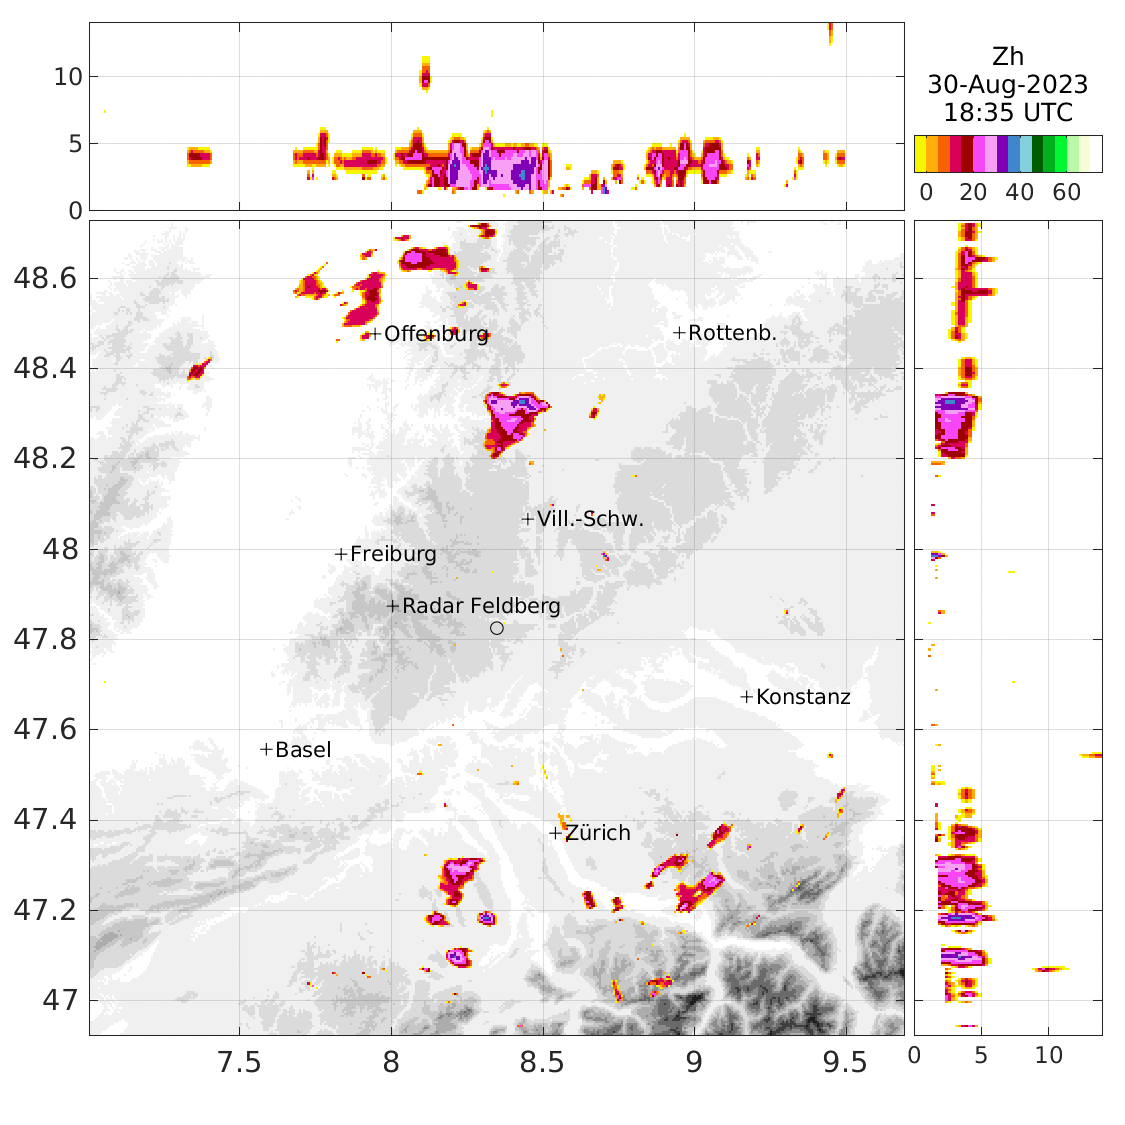 Zh
30-Aug-2023
18:35 UTC
0 20 40 60
10
5
0
48.6
48.4
48.2
48
47.8
47.6
47.4
47.2
47
Offenburg
Rottenb.
Vill.-Schw.
Freiburg
Radar Feldberg
Konstanz
Basel
Zürich
7.5 8 8.5 9 9.5
0 5 10